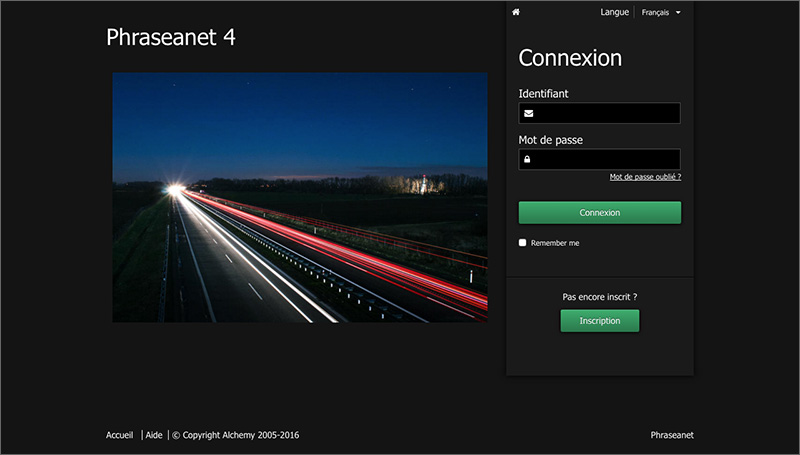 Phraseanet 4
Langue Français
Connexion
Identifiant
Mot de passe
Mot de passe oublié ?
Connexion
Remember me
Pas encore inscrit ?
Inscription
Accueil | Aide | © Copyright Alchemy 2005-2016
Phraseanet